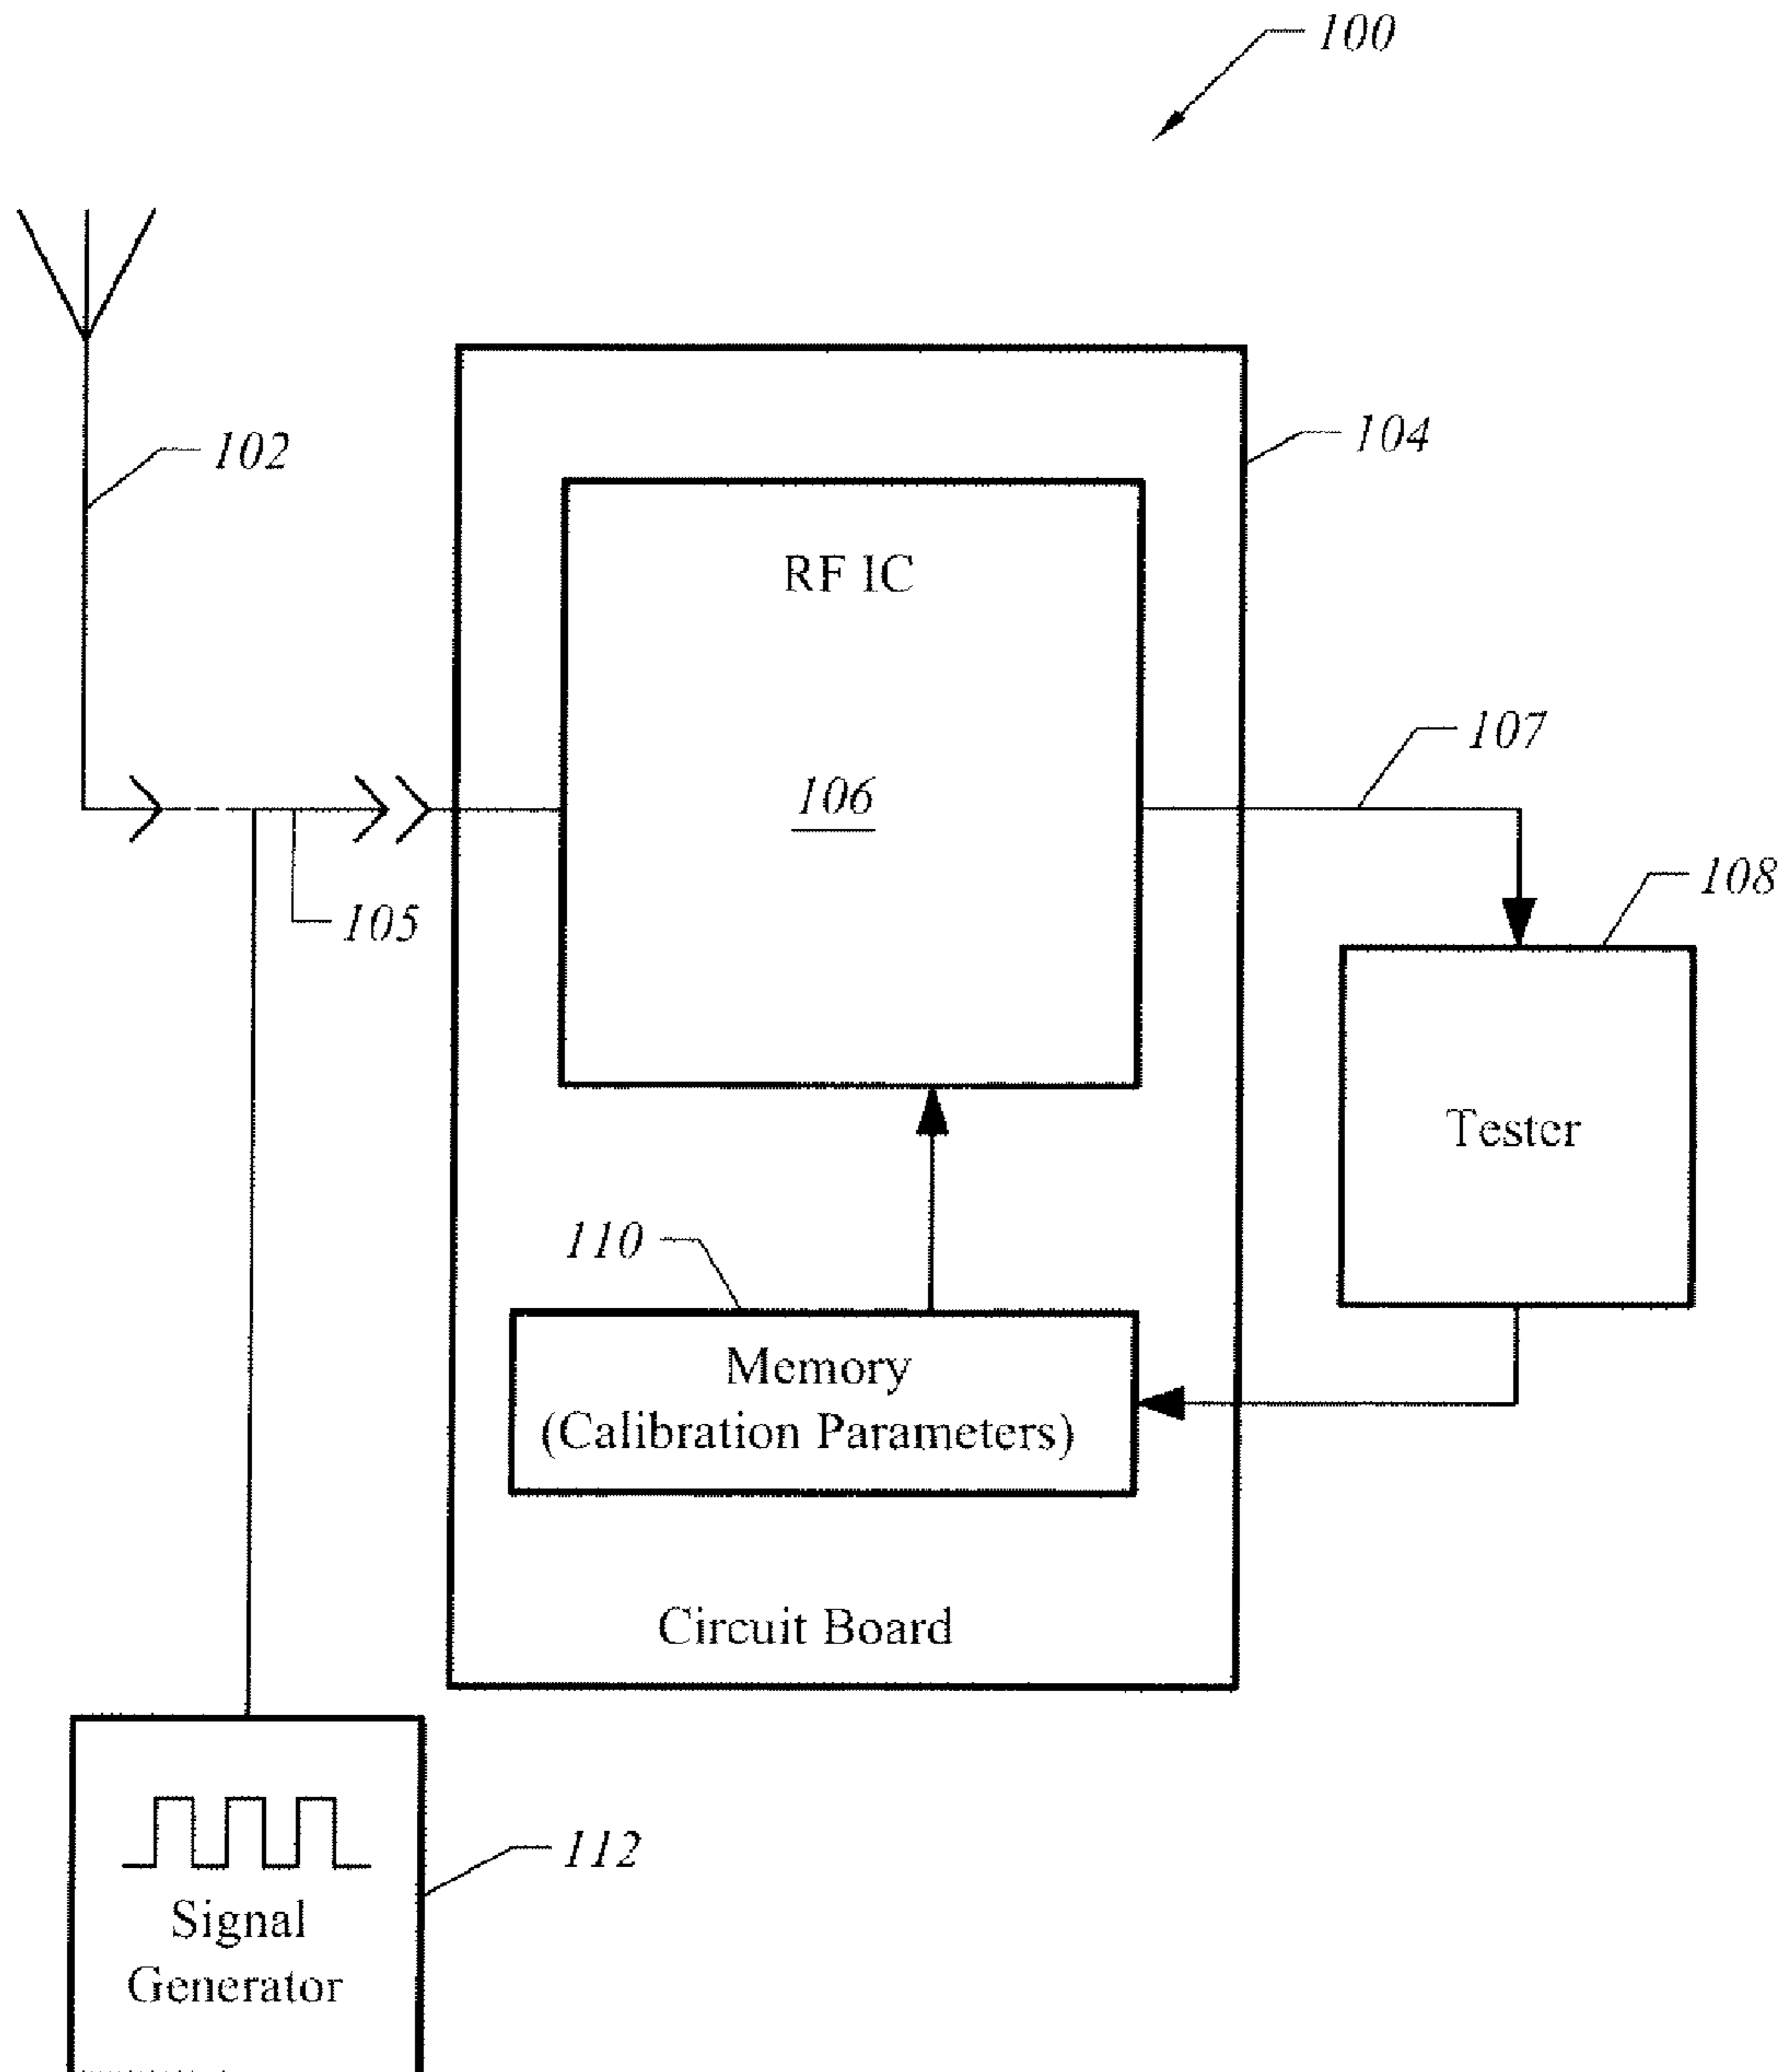 100
102
104
RF IC
107
106
108
105
Tester
110
Memory
(Calibration Parameters)
Circuit Board
112
Signal
Generator